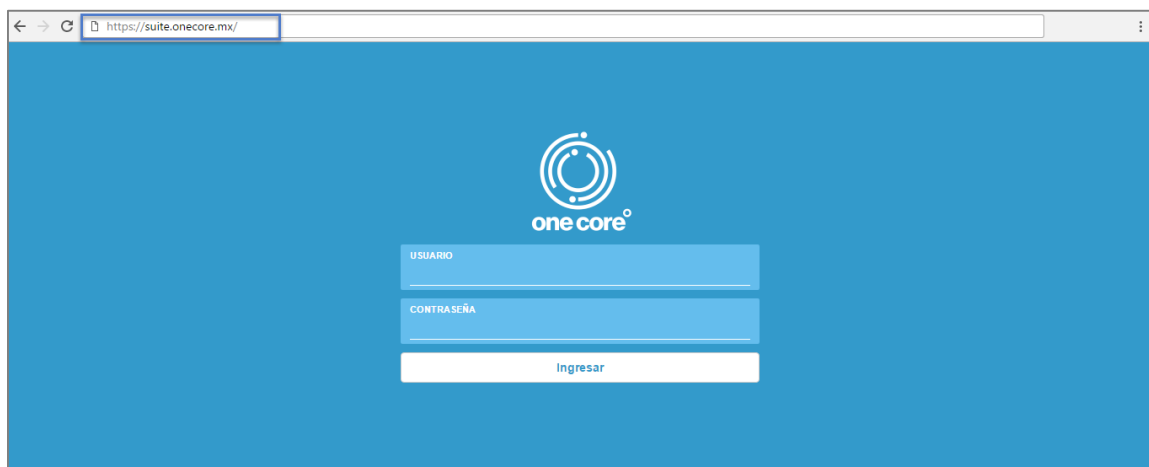 https://suite.onecore.mx/
one core°
USUARIO
CONTRASEÑA
Ingresar